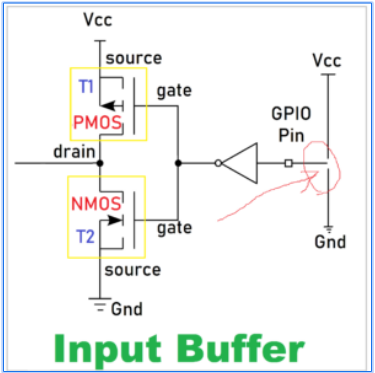 Vcc
source
Vcc
T1
gate
PMOS
GPIO
Pin
drain
NMOS
T2
gate
Gnd
source
Gnd
Input Buffer